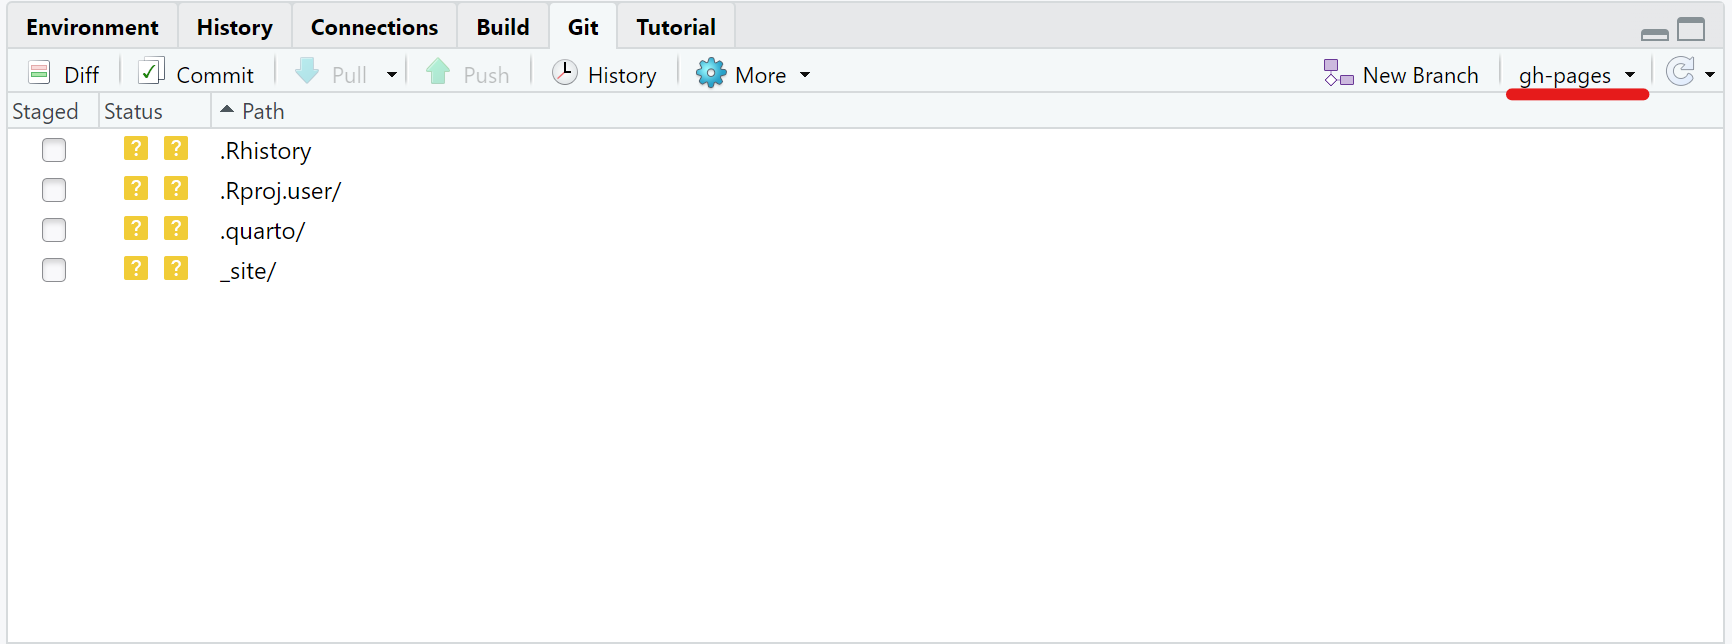 Environment History Connections Build Git Tutorial
Diff Commit Pull Push History More New Branch gh-pages
Staged Status Path
? ? .Rhistory
? ? .Rproj.user/
? ? .quarto/
? ? _site/